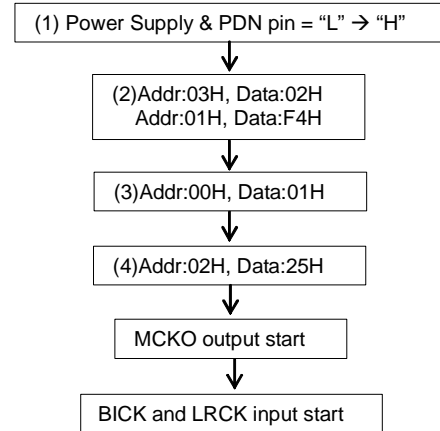 (1) Power Supply & PDN pin = “L” → “H”
(2)Addr:03H, Data:02H
Addr:01H, Data:F4H
(3)Addr:00H, Data:01H
(4)Addr:02H, Data:25H
MCKO output start
BICK and LRCK input start